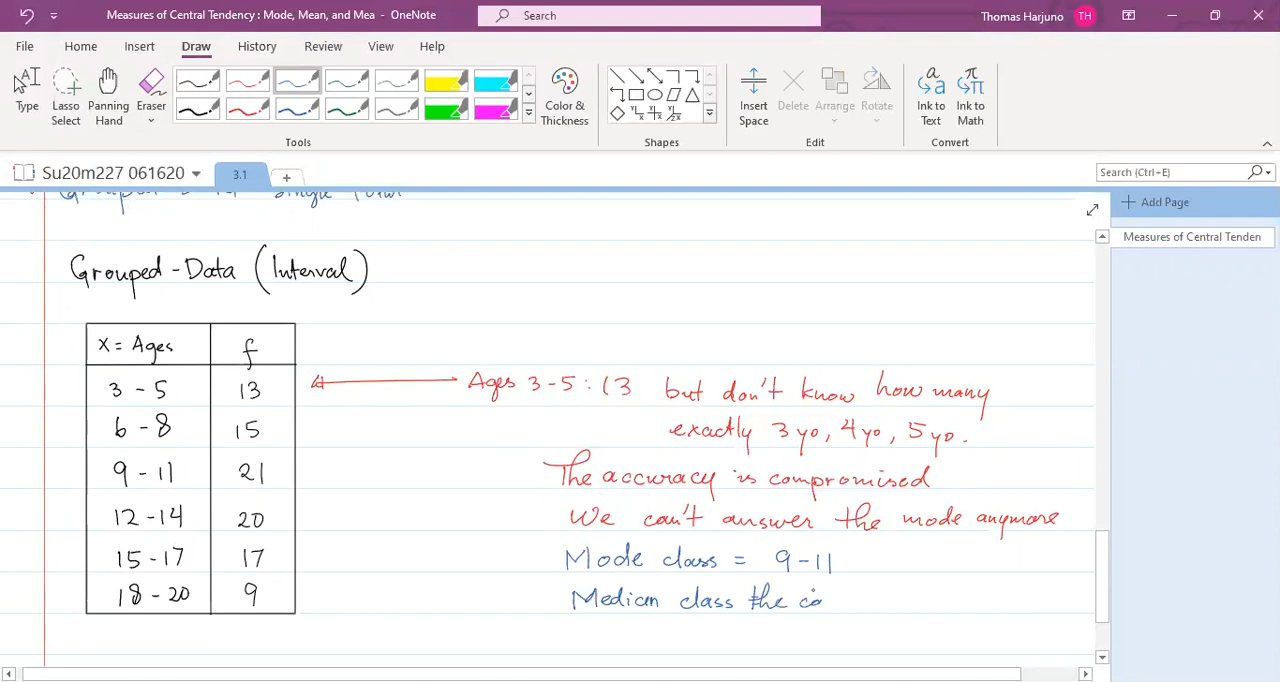 Measures of Central Tendency : Mode, Mean, and Mea - OneNote
Search
Thomas Harjuno
TH
File Home Insert Draw History Review View Help
Type
Lasso Select
Panning Hand
Eraser
Color & Thickness
Insert Space
Delete
Arrange
Rotate
Ink to Text
Ink to Math
Tools
Shapes
Edit
Convert
Su20m227 061620
3.1
Search (Ctrl+E)
Add Page
Measures of Central Tenden
Grouped
single
Grouped-Data (Interval)
x = Ages f
3 - 5 13
6 - 8 15
9 - 11 21
12 - 14 20
15 - 17 17
18 - 20 9
Ages 3 - 5 : 13 but don't know how many
exactly 3 yo, 4 yo, 5 yo.
The accuracy is compromised
We can't answer the mode anymore
Mode class = 9 - 11
Median class the